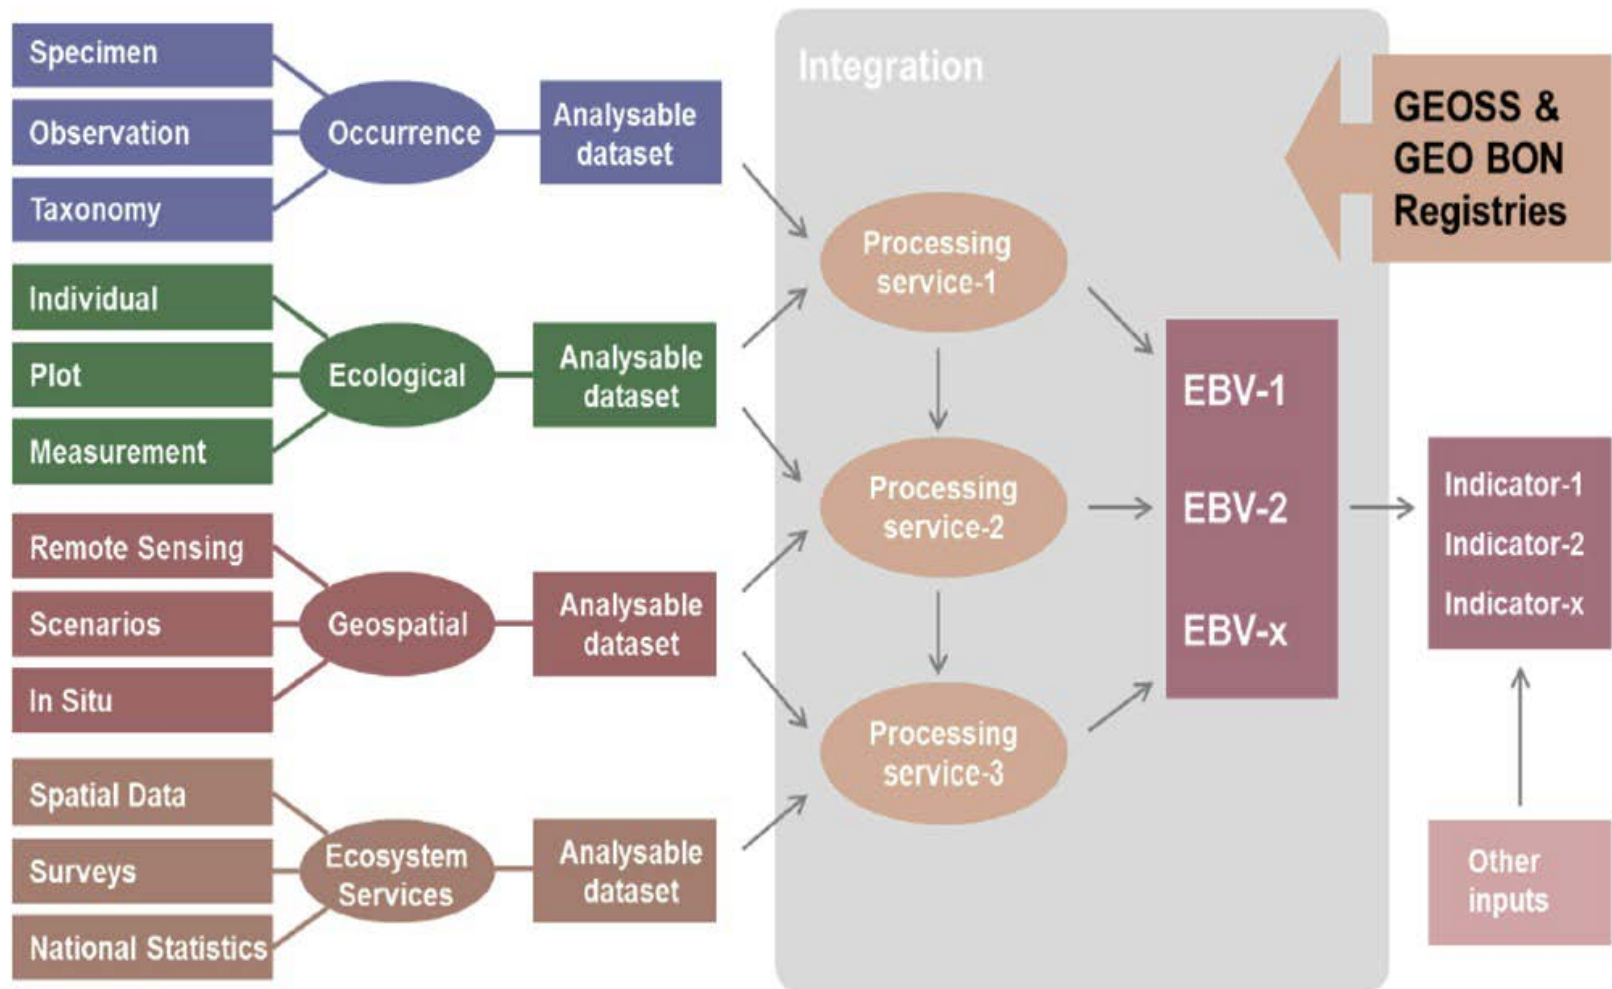 Specimen
Observation
Taxonomy
Occurrence
Analysable
dataset
Individual
Plot
Measurement
Ecological
Analysable
dataset
Remote Sensing
Scenarios
In Situ
Geospatial
Analysable
dataset
Spatial Data
Surveys
National Statistics
Ecosystem
Services
Analysable
dataset
Integration
Processing
service-1
Processing
service-2
Processing
service-3
GEOSS &
GEO BON
Registries
EBV-1
EBV-2
EBV-x
Indicator-1
Indicator-2
Indicator-x
Other
inputs